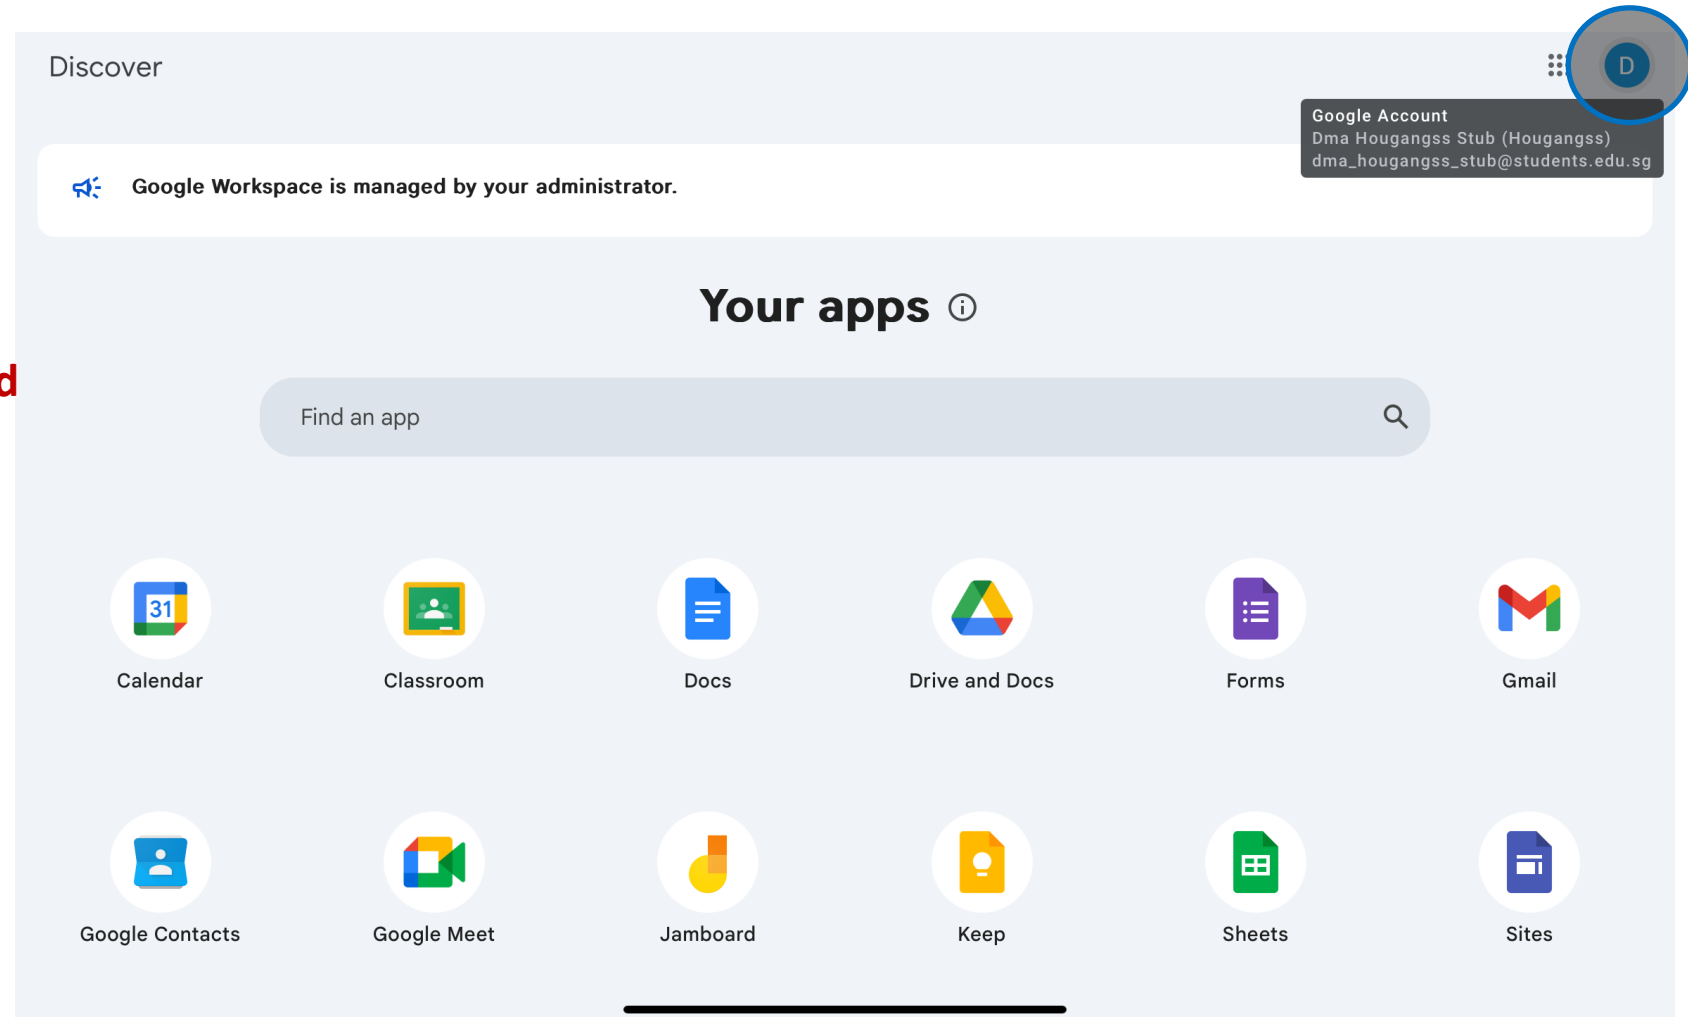 Discover
D
Google Account
Dma Hougangss Stub (Hougangss)
dma_hougangss_stub@students.edu.sg
Google Workspace is managed by your administrator.
Your apps
d
Find an app
31
Calendar
Classroom
Docs
Drive and Docs
Forms
Gmail
Google Contacts
Google Meet
Jamboard
Keep
Sheets
Sites